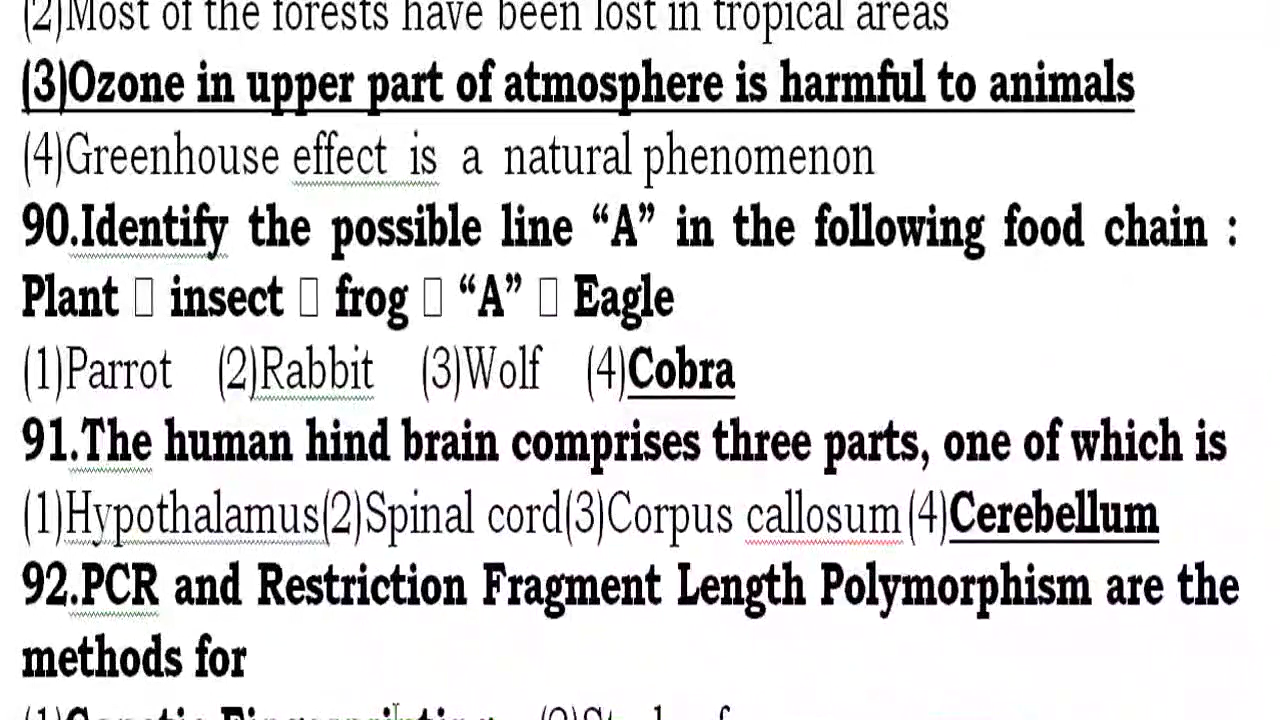 (2)Most of the forests have been lost in tropical areas
(3)Ozone in upper part of atmosphere is harmful to animals
(4)Greenhouse effect is a natural phenomenon
90.Identify the possible line “A” in the following food chain :
Plant □ insect □ frog □ “A” □ Eagle
(1)Parrot (2)Rabbit (3)Wolf (4)Cobra
91.The human hind brain comprises three parts, one of which is
(1)Hypothalamus(2)Spinal cord(3)Corpus callosum(4)Cerebellum
92.PCR and Restriction Fragment Length Polymorphism are the
methods for